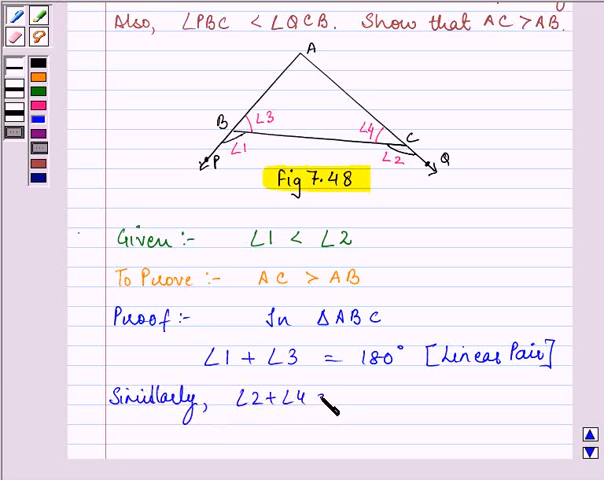 Also, ∠PBC < ∠QCB. Show that AC > AB.
A
B
∠3
∠4
C
∠1
∠2
P
Q
Fig 7.48
Given :- ∠1 < ∠2
To Prove :- AC > AB
Proof :- In ΔABC
∠1 + ∠3 = 180° [Linear Pair]
Similarly, ∠2 + ∠4 =